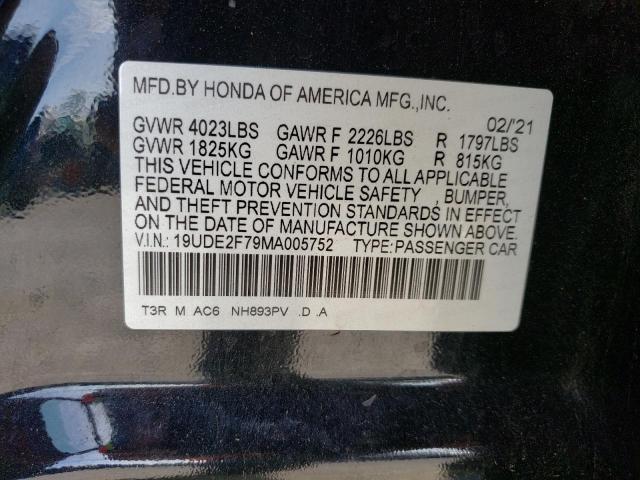 MFD.BY HONDA OF AMERICA MFG.,INC.
02/'21
GVWR 4023LBS GAWR F 2226LBS R 1797LBS
GVWR 1825KG GAWR F 1010KG R 815KG
THIS VEHICLE CONFORMS TO ALL APPLICABLE
FEDERAL MOTOR VEHICLE SAFETY , BUMPER,
AND THEFT PREVENTION STANDARDS IN EFFECT
ON THE DATE OF MANUFACTURE SHOWN ABOVE.
V.I.N.: 19UDE2F79MA005752 TYPE:PASSENGER CAR
T3R M AC6 NH893PV .D .A